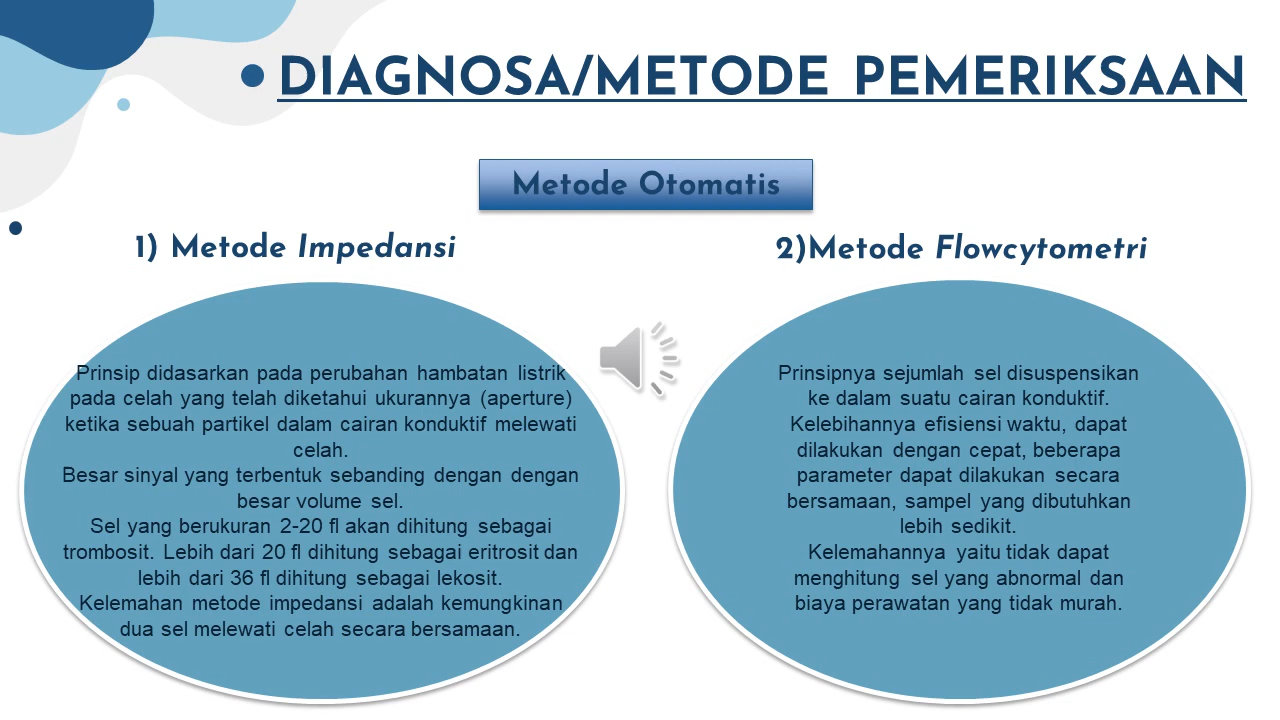 • DIAGNOSA/METODE PEMERIKSAAN
Metode Otomatis
1) Metode Impedansi
Prinsip didasarkan pada perubahan hambatan listrik
pada celah yang telah diketahui ukurannya (aperture)
ketika sebuah partikel dalam cairan konduktif melewati
celah.
Besar sinyal yang terbentuk sebanding dengan dengan
besar volume sel.
Sel yang berukuran 2-20 fl akan dihitung sebagai
trombosit. Lebih dari 20 fl dihitung sebagai eritrosit dan
lebih dari 36 fl dihitung sebagai lekosit.
Kelemahan metode impedansi adalah kemungkinan
dua sel melewati celah secara bersamaan.
2)Metode Flowcytometri
Prinsipnya sejumlah sel disuspensikan
ke dalam suatu cairan konduktif.
Kelebihannya efisiensi waktu, dapat
dilakukan dengan cepat, beberapa
parameter dapat dilakukan secara
bersamaan, sampel yang dibutuhkan
lebih sedikit.
Kelemahannya yaitu tidak dapat
menghitung sel yang abnormal dan
biaya perawatan yang tidak murah.